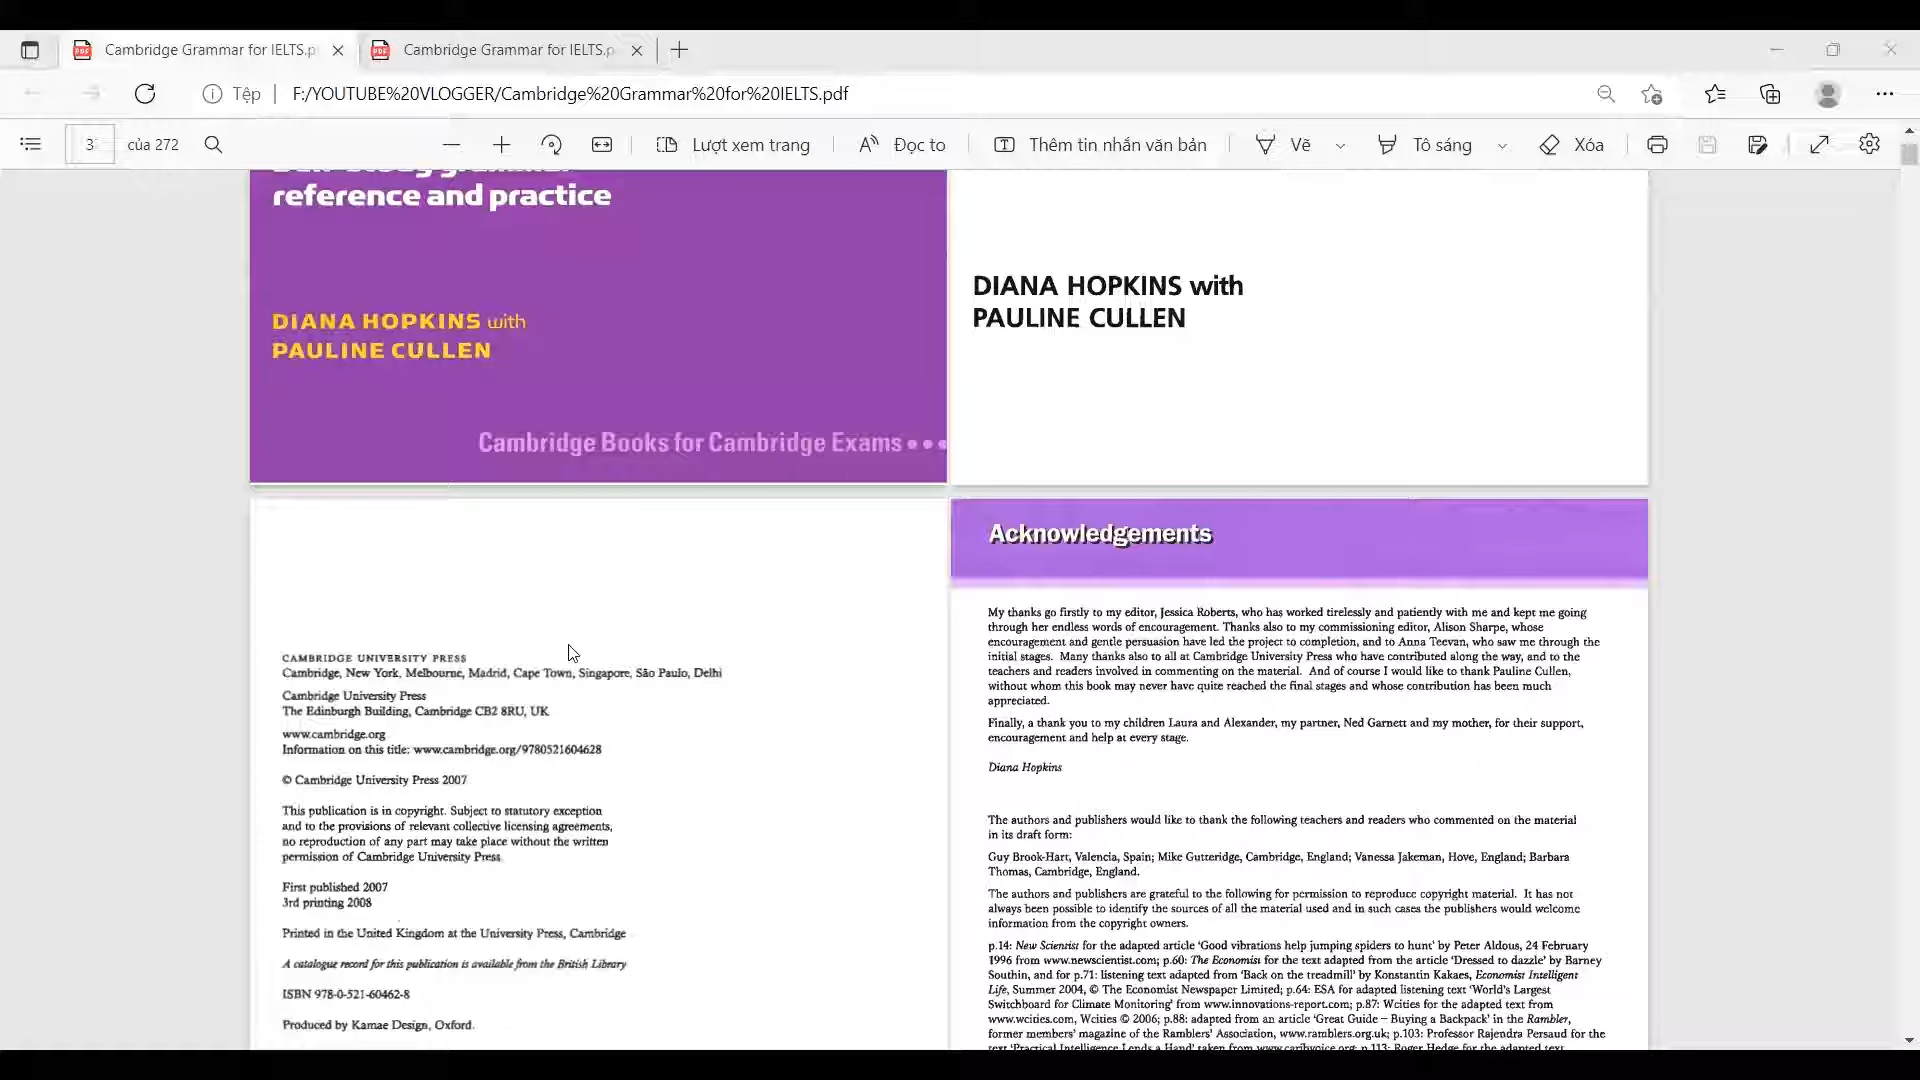 Cambridge Grammar for IELTS.p
Cambridge Grammar for IELTS.p
Tệp
F:/YOUTUBE%20VLOGGER/Cambridge%20Grammar%20for%20IELTS.pdf
3
của 272
Lượt xem trang
Đọc to
Thêm tin nhắn văn bản
Vẽ
Tô sáng
Xóa
reference and practice
DIANA HOPKINS with
PAULINE CULLEN
Cambridge Books for Cambridge Exams
DIANA HOPKINS with
PAULINE CULLEN
CAMBRIDGE UNIVERSITY PRESS
Cambridge, New York, Melbourne, Madrid, Cape Town, Singapore, São Paulo, Delhi
Cambridge University Press
The Edinburgh Building, Cambridge CB2 8RU, UK
www.cambridge.org
Information on this title: www.cambridge.org/9780521604628
© Cambridge University Press 2007
This publication is in copyright. Subject to statutory exception
and to the provisions of relevant collective licensing agreements,
no reproduction of any part may take place without the written
permission of Cambridge University Press
First published 2007
3rd printing 2008
Printed in the United Kingdom at the University Press, Cambridge
A catalogue record for this publication is available from the British Library
ISBN 978-0-521-60462-8
Produced by Kamae Design, Oxford.
Acknowledgements
My thanks go firstly to my editor, Jessica Roberts, who has worked tirelessly and patiently with me and kept me going
through her endless words of encouragement. Thanks also to my commissioning editor, Alison Sharpe, whose
encouragement and gentle persuasion have led the project to completion, and to Anna Teevan, who saw me through the
initial stages. Many thanks also to all at Cambridge University Press who have contributed along the way, and to the
teachers and readers involved in commenting on the material. And of course I would like to thank Pauline Cullen,
without whom this book may never have quite reached the final stages and whose contribution has been much
appreciated.
Finally, a thank you to my children Laura and Alexander, my partner, Ned Garnett and my mother, for their support,
encouragement and help at every stage.
Diana Hopkins
The authors and publishers would like to thank the following teachers and readers who commented on the material
in its draft form:
Guy Brook-Hart, Valencia, Spain; Mike Gutteridge, Cambridge, England; Vanessa Jakeman, Hove, England; Barbara
Thomas, Cambridge, England.
The authors and publishers are grateful to the following for permission to reproduce copyright material. It has not
always been possible to identify the sources of all the material used and in such cases the publishers would welcome
information from the copyright owners.
p.14: New Scientist for the adapted article 'Good vibrations help jumping spiders to hunt' by Peter Aldous, 24 February
1996 from www.newscientist.com; p.60: The Economist for the text adapted from the article 'Dressed to dazzle' by Barney
Southin, and for p.71: listening text adapted from 'Back on the treadmill' by Konstantin Kakaes, Economist Intelligent
Life, Summer 2004, © The Economist Newspaper Limited; p.64: ESA for adapted listening text 'World's Largest
Switchboard for Climate Monitoring' from www.innovations-report.com; p.87: Wcities for the adapted text from
www.wcities.com, Wcities © 2006; p.88: adapted from an article 'Great Guide – Buying a Backpack' in the Rambler,
former members' magazine of the Ramblers' Association, www.ramblers.org.uk; p.103: Professor Rajendra Persaud for the
text 'Practical Intelligence Lends a Hand' taken from www.caribvoice.org; p.113: Roger Hedge for the adapted text